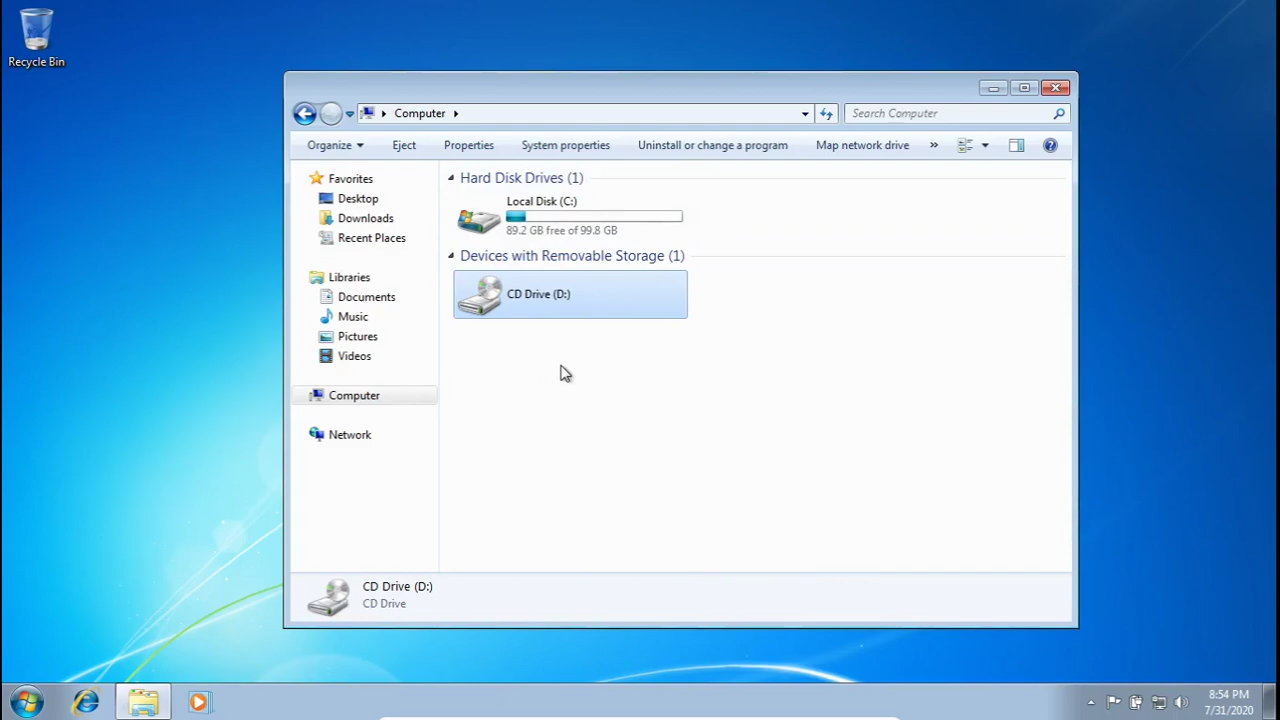 Recycle Bin
Computer
Search Computer
Organize Eject Properties System properties Uninstall or change a program Map network drive »
Favorites
Desktop
Downloads
Recent Places
Libraries
Documents
Music
Pictures
Videos
Computer
Network
Hard Disk Drives (1)
Local Disk (C:)
89.2 GB free of 99.8 GB
Devices with Removable Storage (1)
CD Drive (D:)
CD Drive (D:)
CD Drive
8:54 PM
7/31/2020